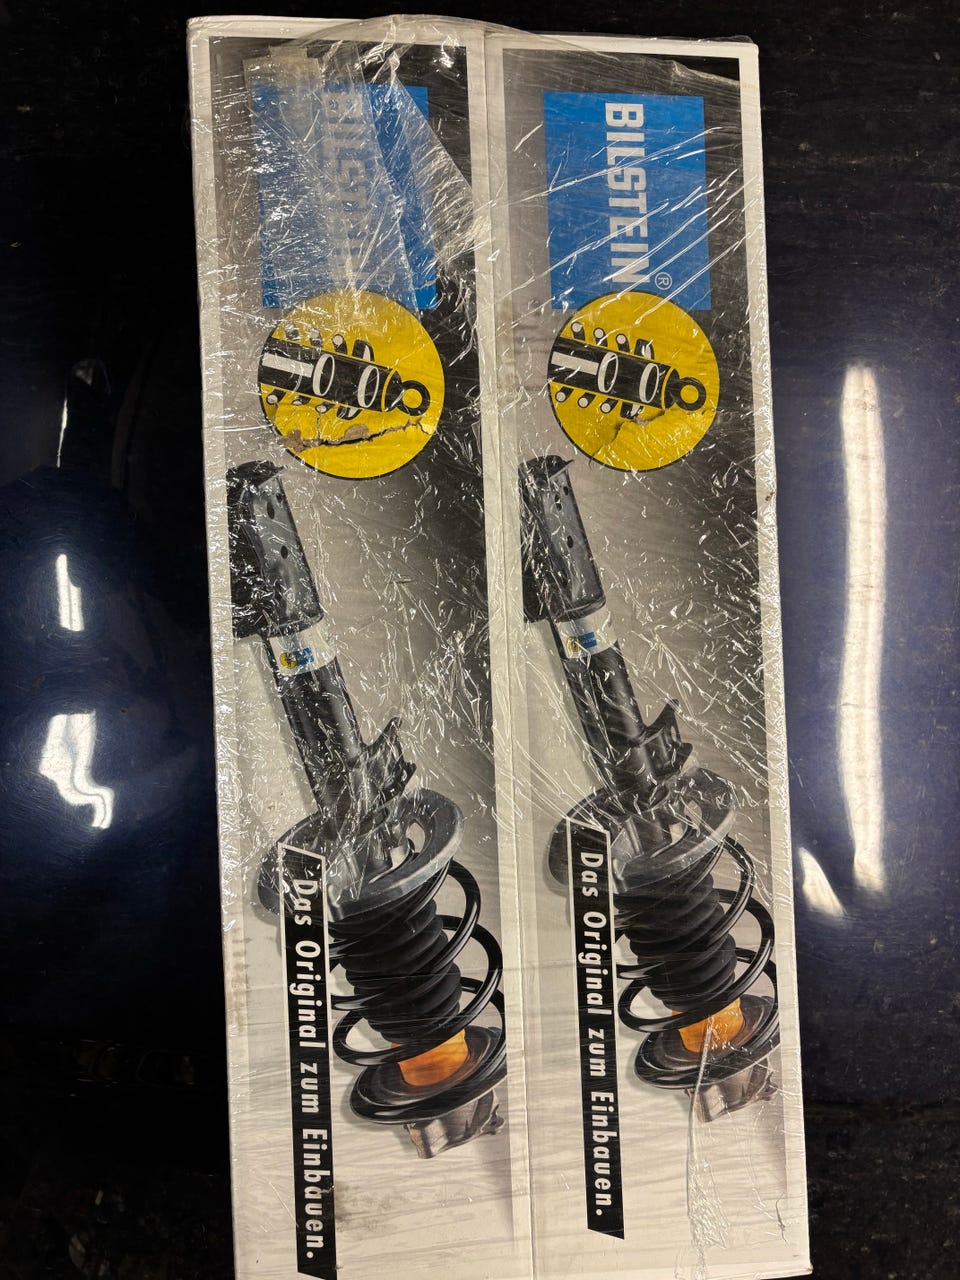 BILSTEIN
Das Original zum Einbauen.
BILSTEIN®
Das Original zum Einbauen.